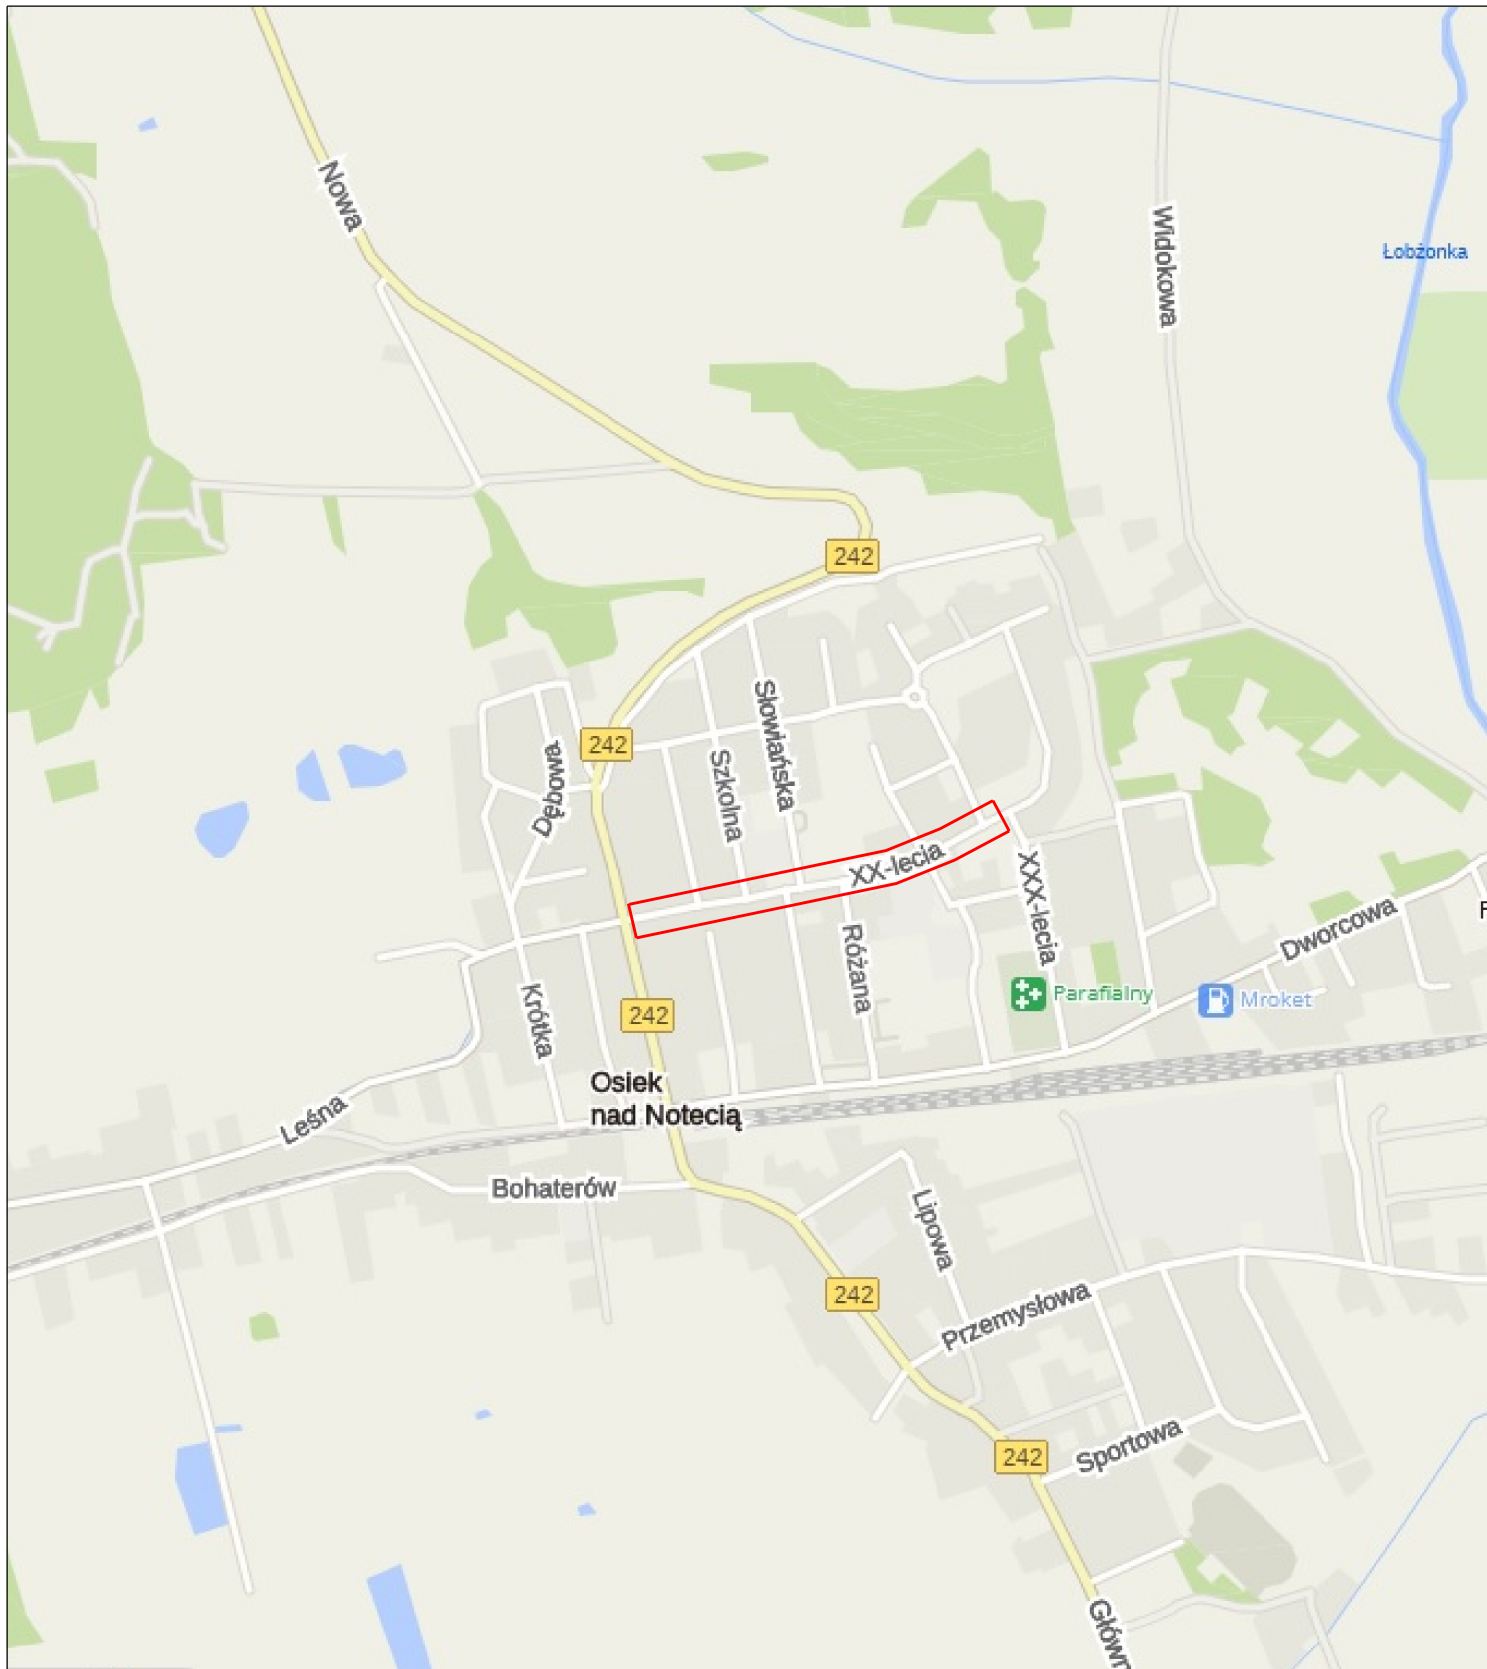 Nowa
Widokowa
Łobżonka
242
Słowiańska
242
Szkolna
Dębowa
XX-lecia
XXX-lecia
Dworcowa
Różana
Parafialny
Mroket
Krótka
242
Osiek
nad Notecią
Leśna
Bohaterów
Lipowa
242
Przemysłowa
Sportowa
242
Główn